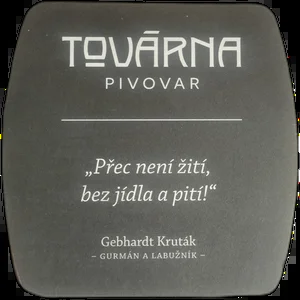 TOVÁRNA
PIVOVAR
„Přec není žití,
bez jídla a pití!“
Gebhardt Kruták
– GURMÁN A LABUŽNÍK –